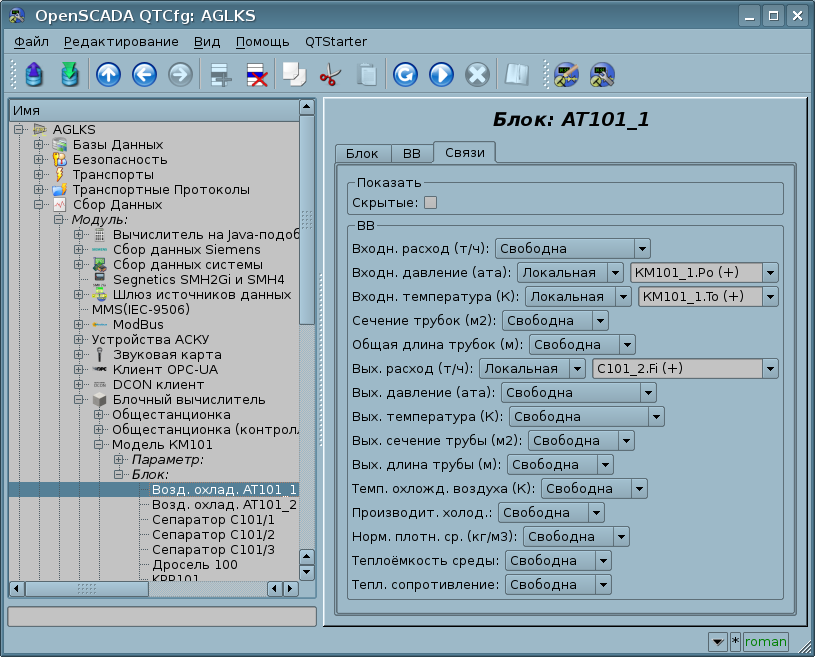 OpenSCADA QTCfg: AGLKS
Файл Редактирование Вид Помощь QTStarter
Имя
AGLKS
Базы Данных
Безопасность
Транспорты
Транспортные Протоколы
Сбор Данных
Модуль:
Вычислитель на Java-подоб
Сбор данных Siemens
Сбор данных системы
Segnetics SMH2Gi и SMH4
Шлюз источников данных
MMS(IEC-9506)
ModBus
Устройства АСКУ
Звуковая карта
Клиент OPC-UA
DCON клиент
Блочный вычислитель
Общестанционка
Общестанционка (контрол.
Модель КМ101
Параметр:
Блок:
Возд. охлад. АТ101_1
Возд. охлад. АТ101_2
Сепаратор С101/1
Сепаратор С101/2
Сепаратор С101/3
Дросель 100
КРР101
Блок: AT101_1
Блок ВВ Связи
Показать
Скрытые:
ВВ
Входн. расход (т/ч): Свободна
Входн. давление (ата): Локальная KM101_1.Po (+)
Входн. температура (К): Локальная KM101_1.To (+)
Сечение трубок (м2): Свободна
Общая длина трубок (м): Свободна
Вых. расход (т/ч): Локальная C101_2.Fi (+)
Вых. давление (ата): Свободна
Вых. температура (К): Свободна
Вых. сечение трубы (м2): Свободна
Вых. длина трубы (м): Свободна
Темп. охложд. воздуха (К): Свободна
Производит. холод.: Свободна
Норм. плотн. ср. (кг/м3): Свободна
Теплоёмкость среды: Свободна
Тепл. сопротивление: Свободна
* roman